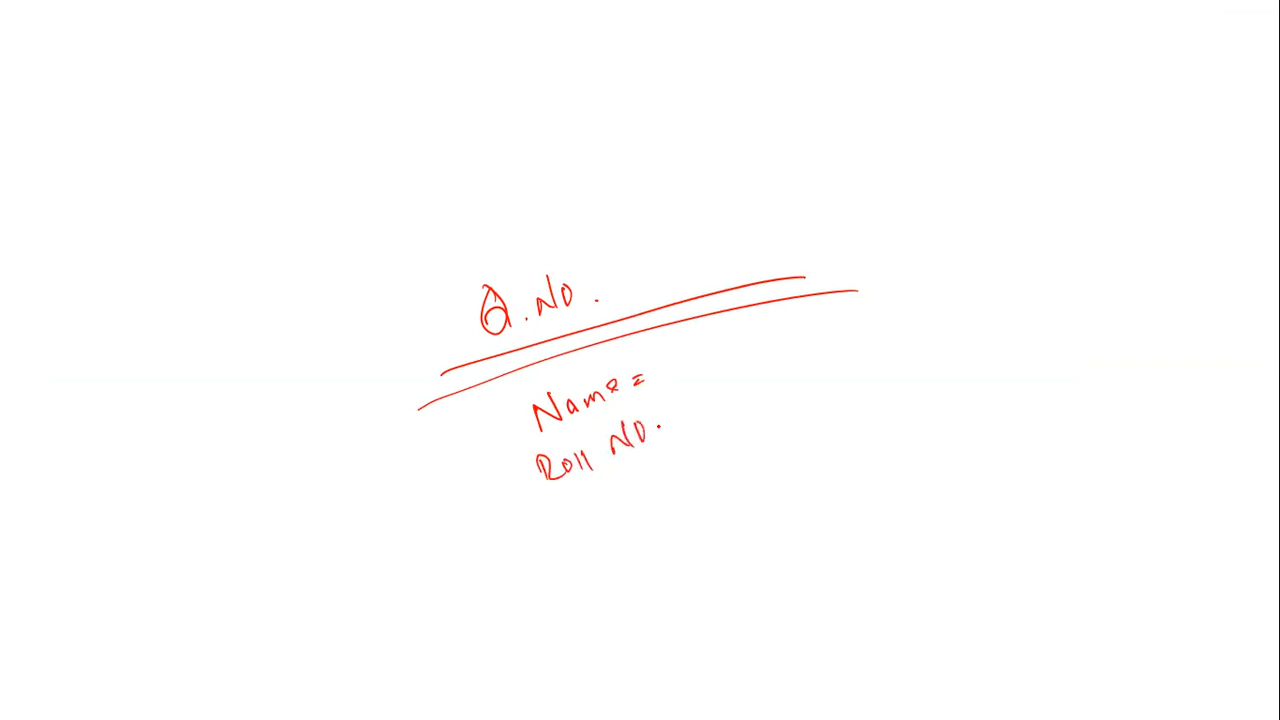 Q. No.
Name =
Roll No.